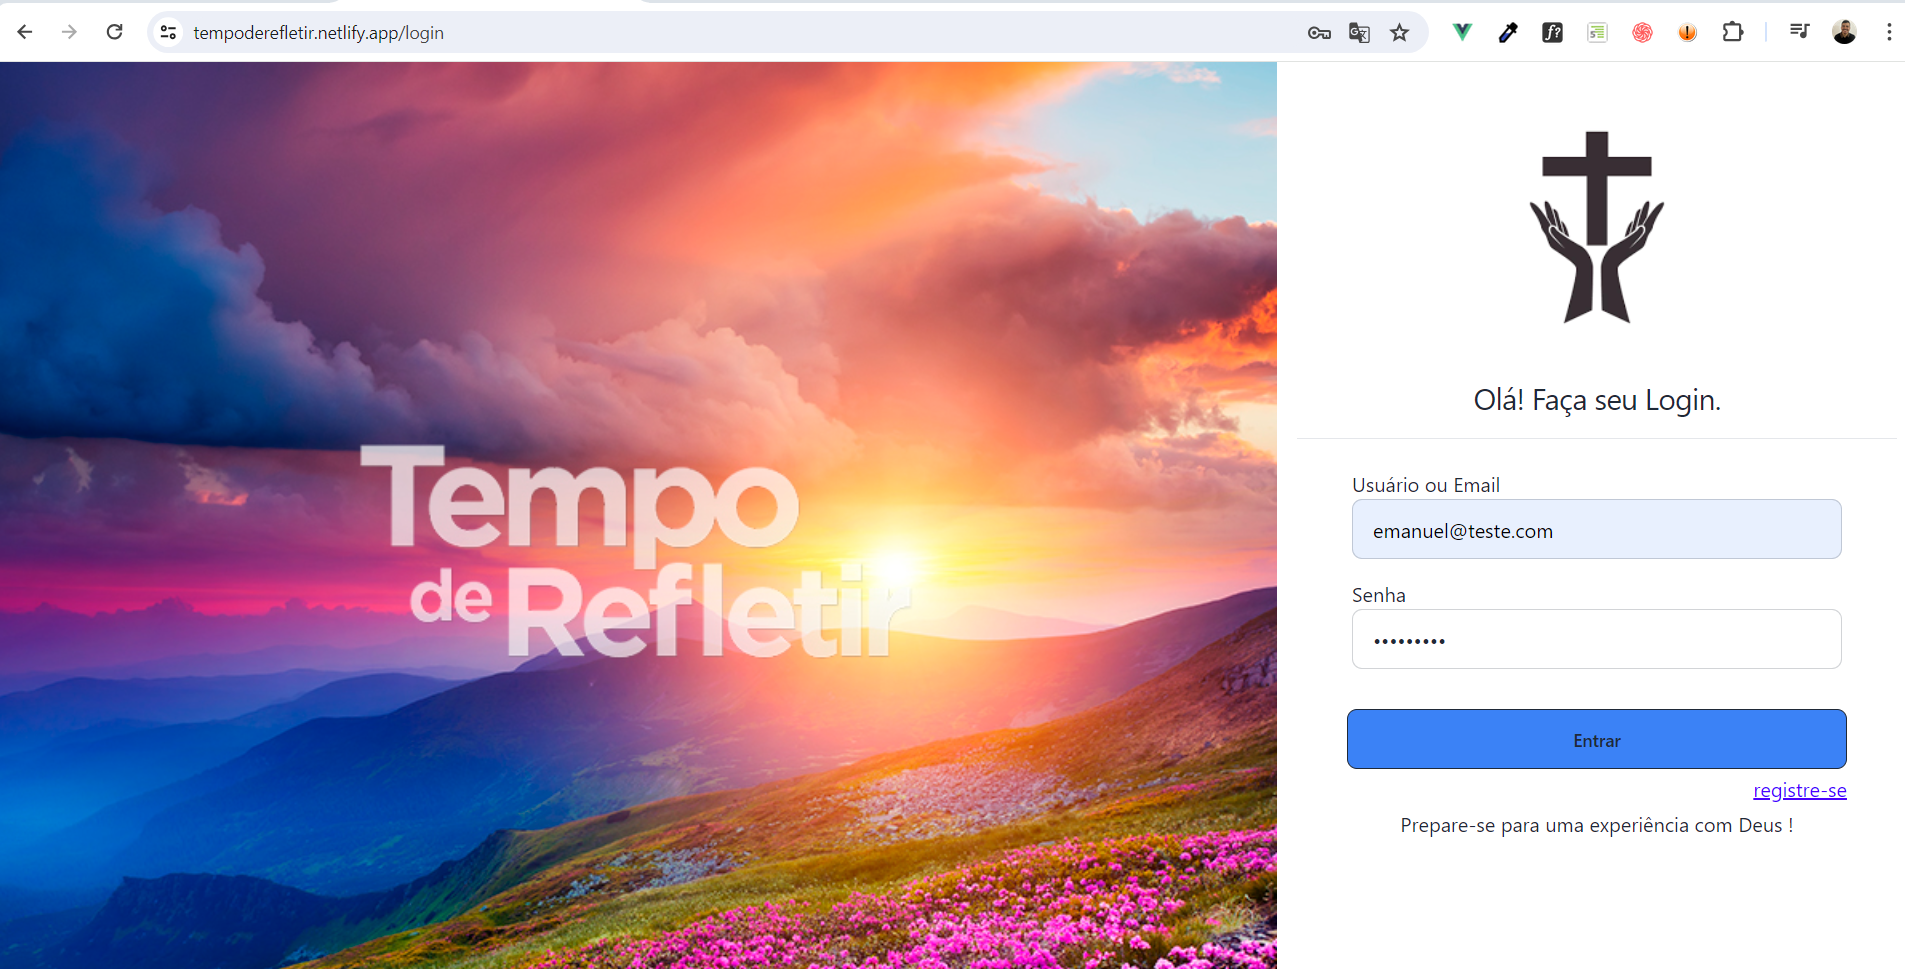 tempoderefletir.netlify.app/login
Tempo
de Refletir
Olá! Faça seu Login.
Usuário ou Email
emanuel@teste.com
Senha
•••••••••
Entrar
registre-se
Prepare-se para uma experiência com Deus !